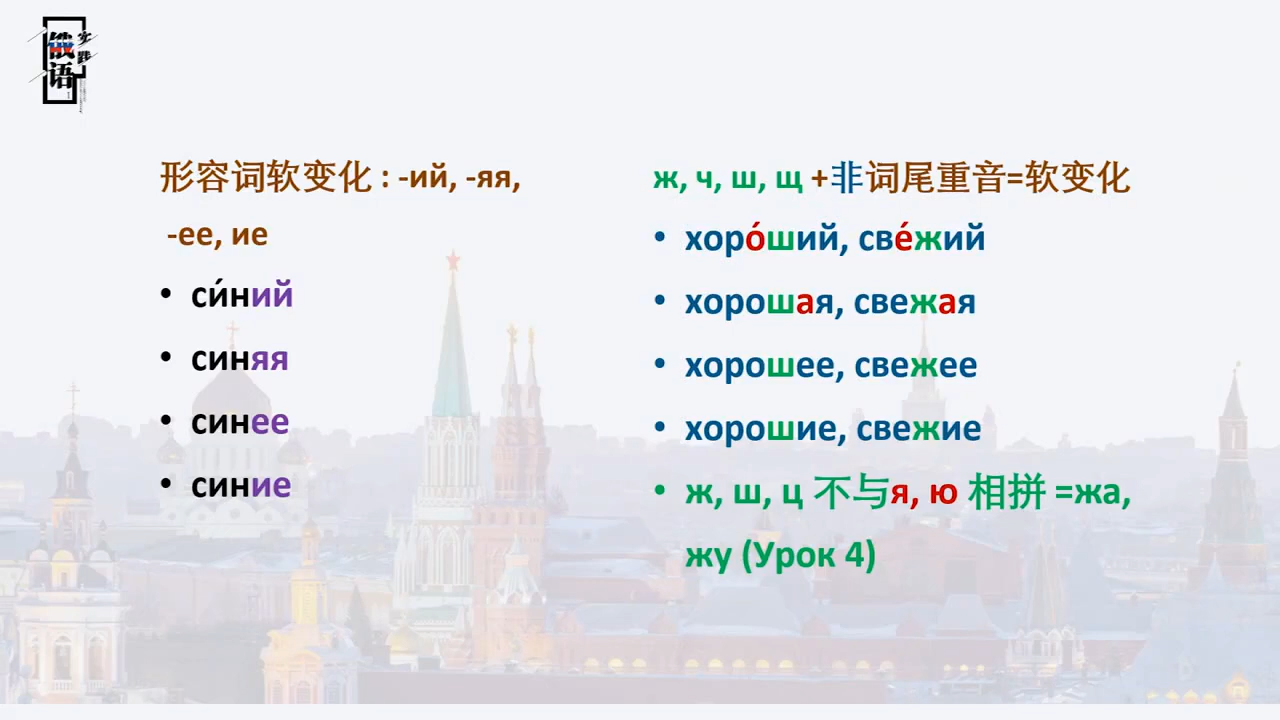 俄语
实践
形容词软变化 : -ий, -яя,
-ее, ие
• си́ний
• синяя
• синее
• синие
ж, ч, ш, щ +非词尾重音=软变化
• хоро́ший, све́жий
• хорошая, свежая
• хорошее, свежее
• хорошие, свежие
• ж, ш, ц 不与я, ю 相拼 =жа,
жу (Урок 4)